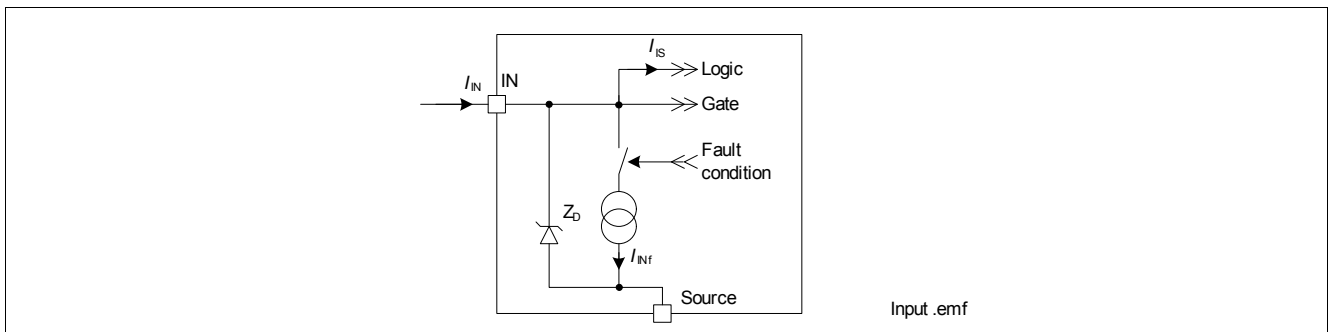 I_IS
Logic
I_IN
IN
Gate
Fault
condition
Z_D
I_INf
Source
Input .emf